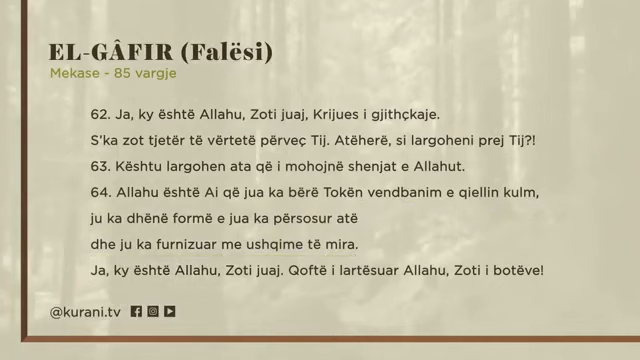 EL-GÂFIR (Falësi)
Mekase - 85 vargje
62. Ja, ky është Allahu, Zoti juaj, Krijues i gjithçkaje.
S'ka zot tjetër të vërtetë përveç Tij. Atëherë, si largoheni prej Tij?!
63. Kështu largohen ata që i mohojnë shenjat e Allahut.
64. Allahu është Ai që jua ka bërë Tokën vendbanim e qiellin kulm,
ju ka dhënë formë e jua ka përsosur atë
dhe ju ka furnizuar me ushqime të mira.
Ja, ky është Allahu, Zoti juaj. Qoftë i lartësuar Allahu, Zoti i botëve!
@kurani.tv